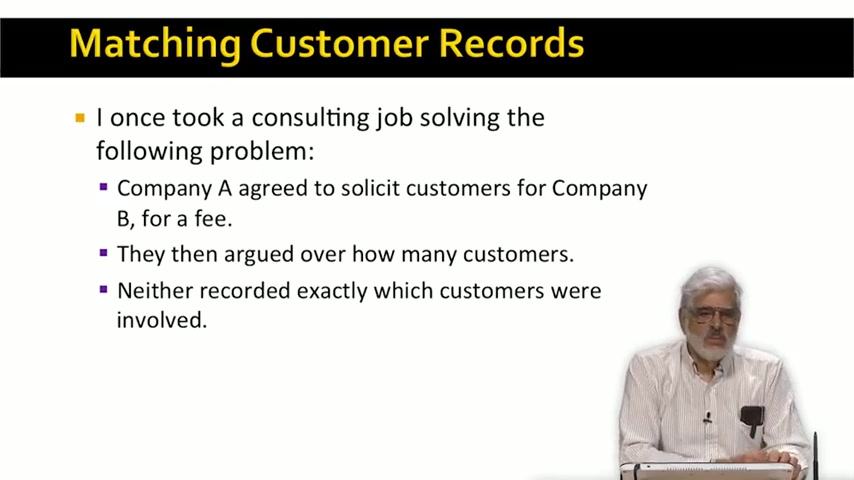 Matching Customer Records
I once took a consulting job solving the
following problem:
Company A agreed to solicit customers for Company
B, for a fee.
They then argued over how many customers.
Neither recorded exactly which customers were
involved.